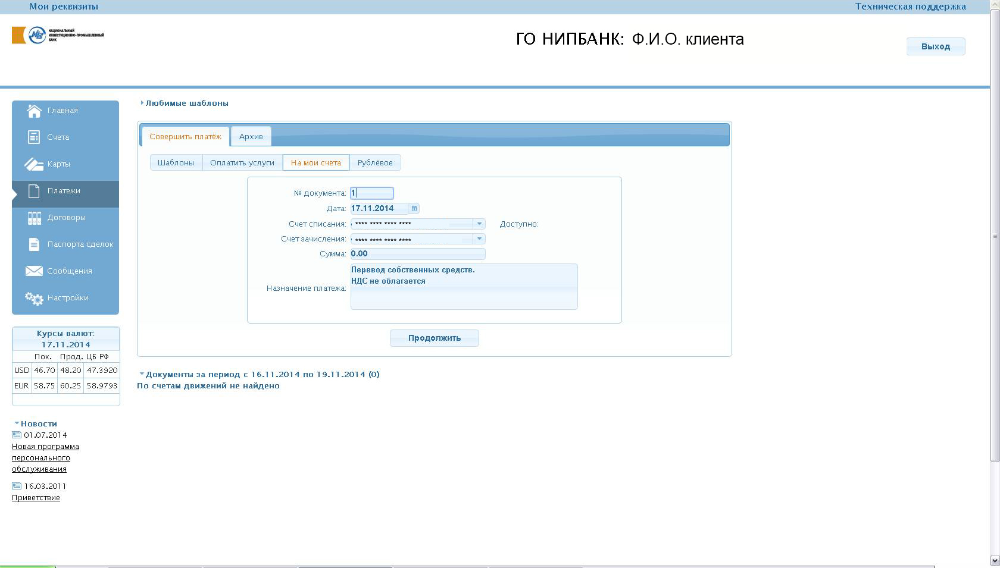 Мои реквизиты
Техническая поддержка
НАЦИОНАЛЬНЫЙ
ИНВЕСТИЦИОННО-ПРОМЫШЛЕННЫЙ
БАНК
ГО НИПБАНК: Ф.И.О. клиента
Выход
Главная
Счета
Карты
Платежи
Договоры
Паспорта сделок
Сообщения
Настройки
Курсы валют:
17.11.2014
Пок. Прод. ЦБ РФ
USD 46.70 48.20 47.3920
EUR 58.75 60.25 58.9793
Новости
01.07.2014
Новая программа
персонального
обслуживания
16.03.2011
Приветствие
Любимые шаблоны
Совершить платёж Архив
Шаблоны Оплатить услуги На мои счета Рублёвое
№ документа: 1
Дата: 17.11.2014
Счет списания: **** **** **** **** Доступно:
Счет зачисления: **** **** **** ****
Сумма: 0.00
Назначение платежа: Перевод собственных средств.
НДС не облагается
Продолжить
Документы за период с 16.11.2014 по 19.11.2014 (0)
По счетам движений не найдено